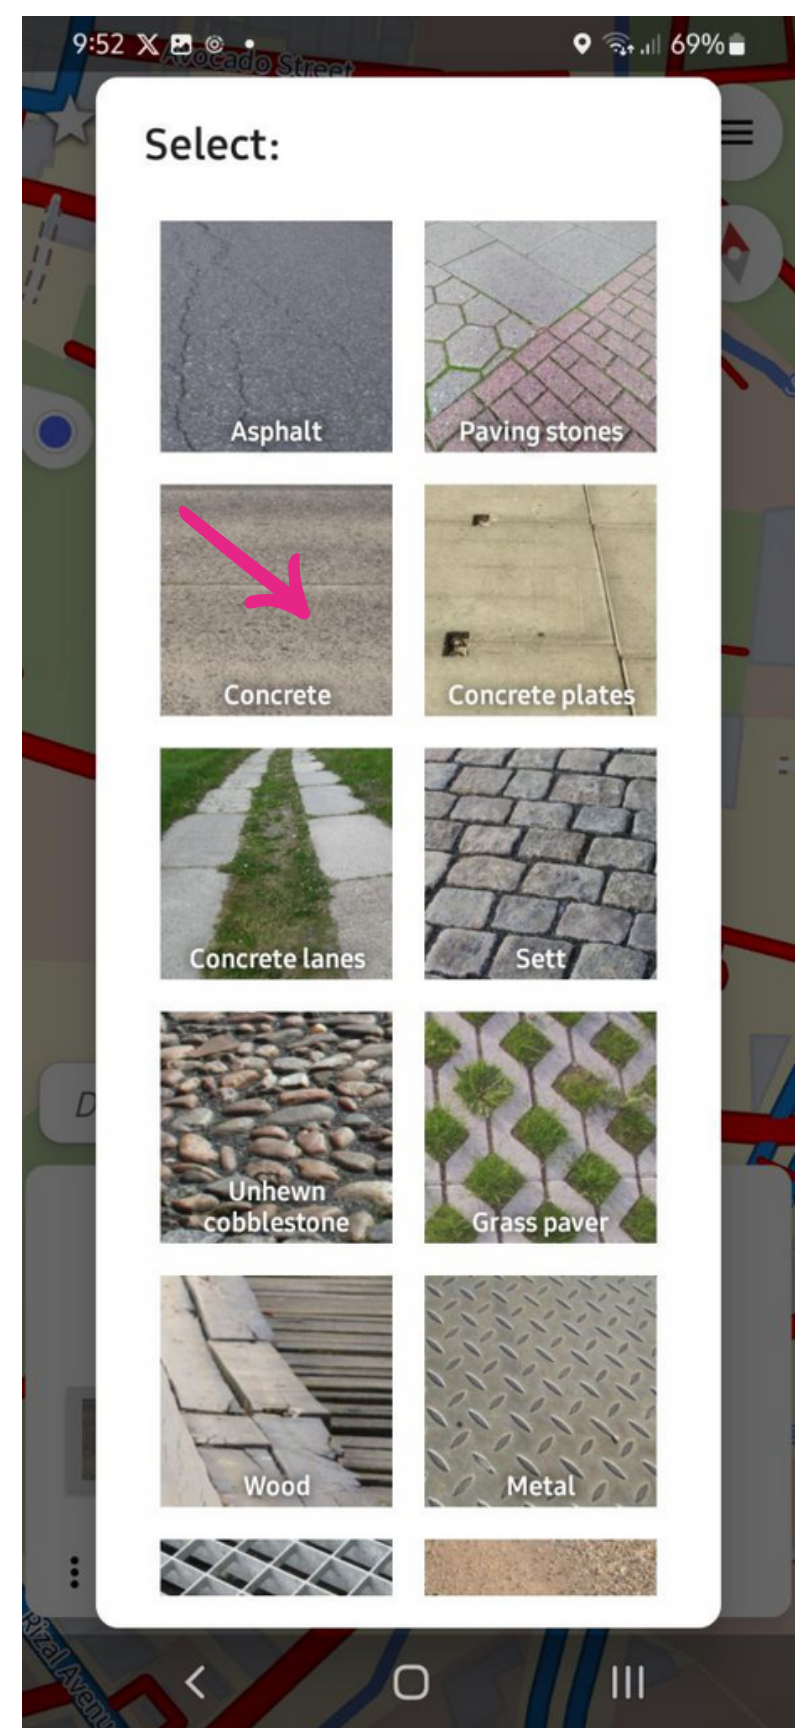 9:52
69%
Avocado Street
Select:
Asphalt
Paving stones
Concrete
Concrete plates
Concrete lanes
Sett
Unhewn
cobblestone
Grass paver
D
Wood
Metal
Rizal Avenu